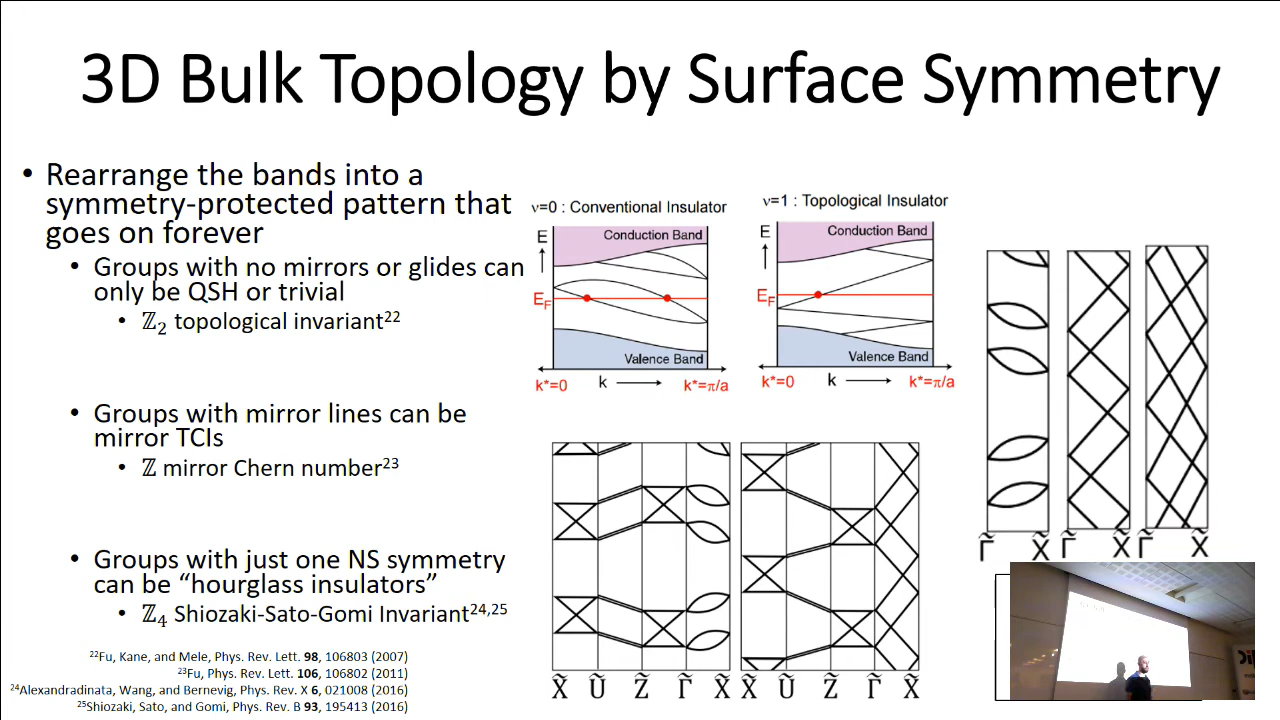 3D Bulk Topology by Surface Symmetry
• Rearrange the bands into a
symmetry-protected pattern that
goes on forever
• Groups with no mirrors or glides can
only be QSH or trivial
• ℤ₂ topological invariant²²
• Groups with mirror lines can be
mirror TCIs
• ℤ mirror Chern number²³
• Groups with just one NS symmetry
can be “hourglass insulators”
• ℤ₄ Shiozaki-Sato-Gomi Invariant²⁴,²⁵
²²Fu, Kane, and Mele, Phys. Rev. Lett. 98, 106803 (2007)
²³Fu, Phys. Rev. Lett. 106, 106802 (2011)
²⁴Alexandradinata, Wang, and Bernevig, Phys. Rev. X 6, 021008 (2016)
²⁵Shiozaki, Sato, and Gomi, Phys. Rev. B 93, 195413 (2016)
ν=0 : Conventional Insulator
E
Conduction Band
E_F
Valence Band
k*=0 k k*=π/a
ν=1 : Topological Insulator
E
Conduction Band
E_F
Valence Band
k*=0 k k*=π/a
Γ̃ X̃ Γ̃ X̃ Γ̃ X̃
X̃ Ũ Z̃ Γ̃ X̃ X̃ Ũ Z̃ Γ̃ X̃